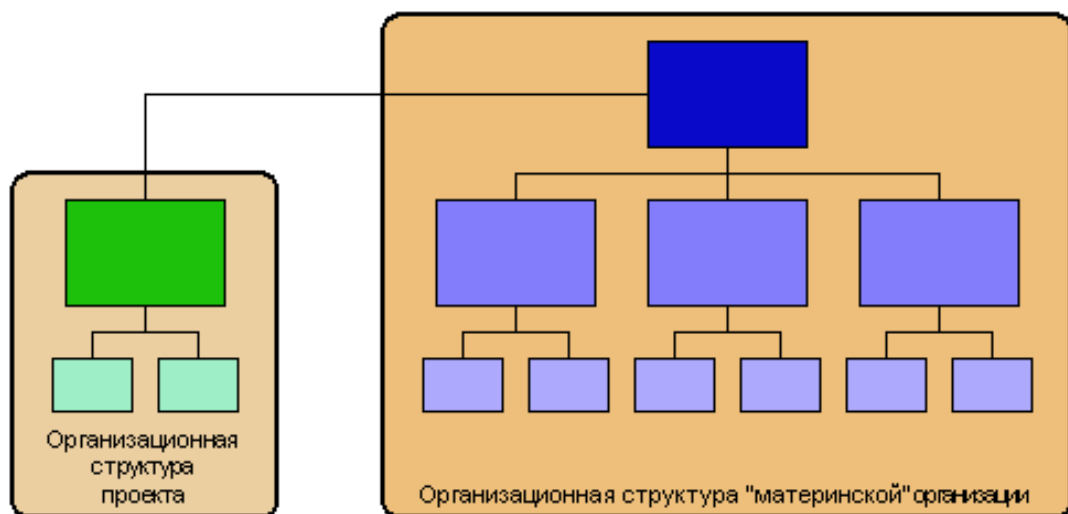 Организационная
структура
проекта
Организационная структура "материнской" организации